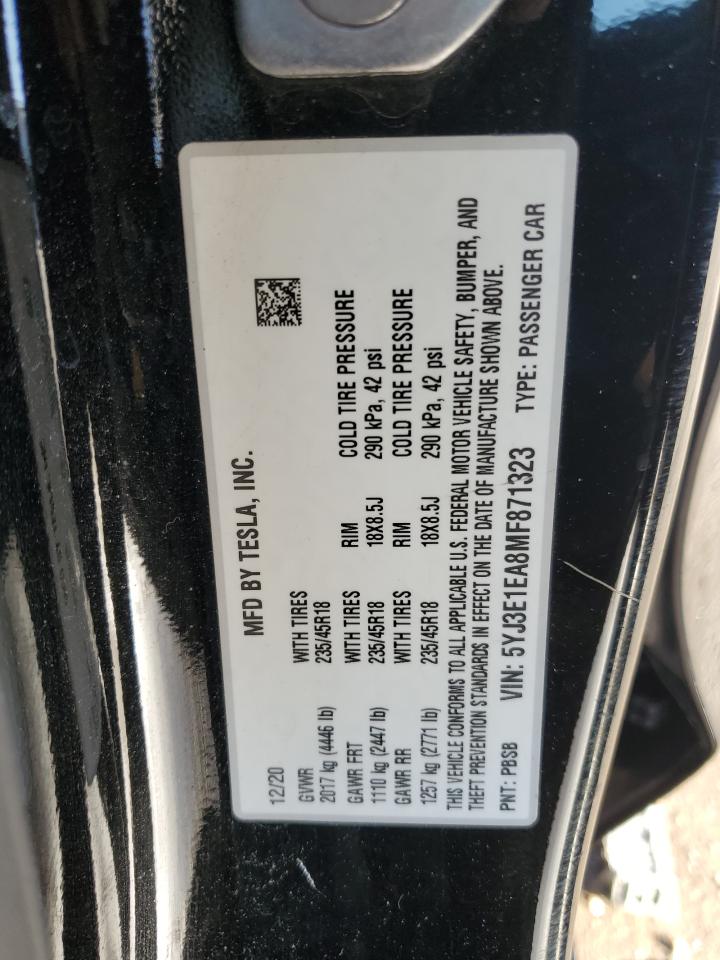 MFD BY TESLA, INC.
12/20
GVWR WITH TIRES
2017 kg (4446 lb) 235/45R18
GAWR FRT WITH TIRES RIM COLD TIRE PRESSURE
1110 kg (2447 lb) 235/45R18 18X8.5J 290 kPa, 42 psi
GAWR RR WITH TIRES RIM COLD TIRE PRESSURE
1257 kg (2771 lb) 235/45R18 18X8.5J 290 kPa, 42 psi
THIS VEHICLE CONFORMS TO ALL APPLICABLE U.S. FEDERAL MOTOR VEHICLE SAFETY, BUMPER, AND
THEFT PREVENTION STANDARDS IN EFFECT ON THE DATE OF MANUFACTURE SHOWN ABOVE.
PNT: PBSB VIN: 5YJ3E1EA8MF871323 TYPE: PASSENGER CAR